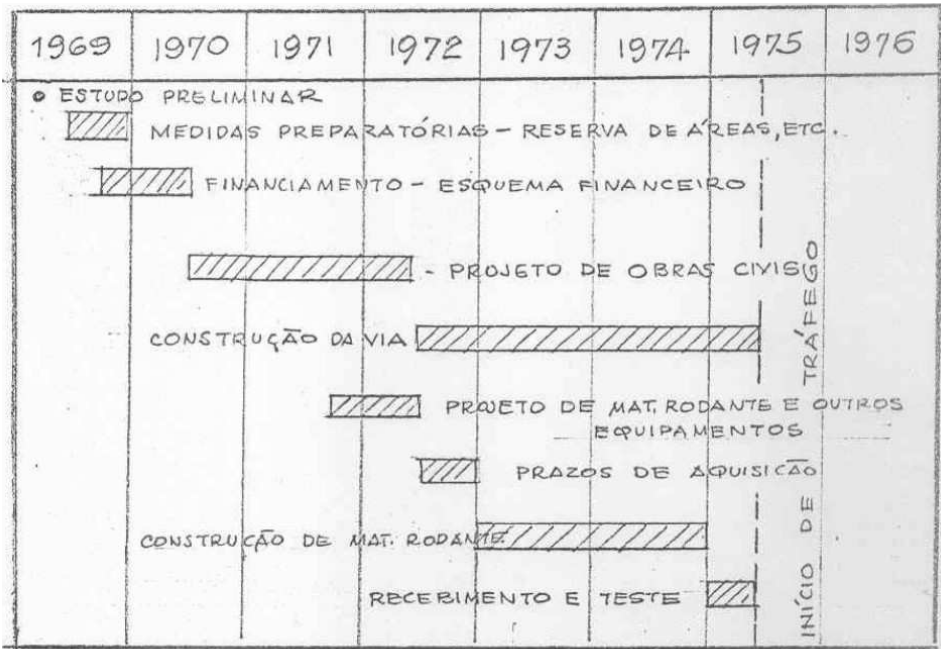 1969 1970 1971 1972 1973 1974 1975 1976
ESTUDO PRELIMINAR
MEDIDAS PREPARATÓRIAS - RESERVA DE ÁREAS, ETC.
FINANCIAMENTO - ESQUEMA FINANCEIRO
- PROJETO DE OBRAS CIVIS
CONSTRUÇÃO DA VIA
PROJETO DE MAT. RODANTE E OUTROS
EQUIPAMENTOS
PRAZOS DE AQUISICÃO
CONSTRUCÃO DE MAT. RODANTE
RECEBIMENTO E TESTE
INÍCIO DE TRÁFEGO